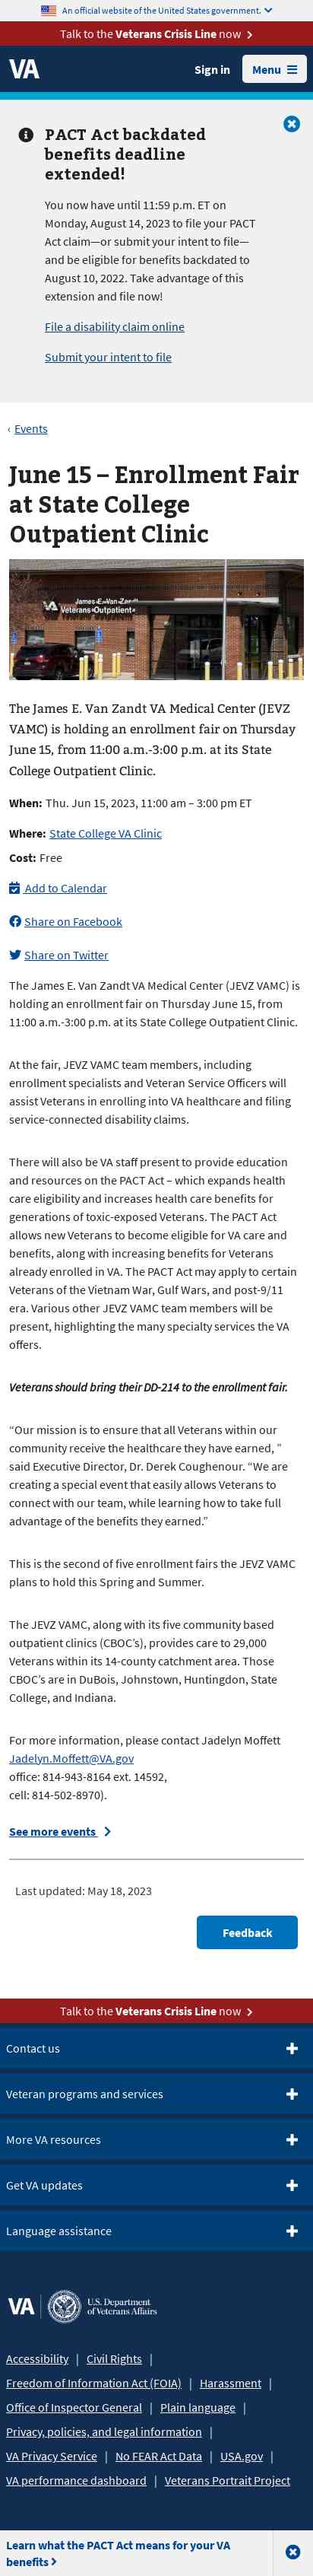 An official website of the United States government.
Talk to the Veterans Crisis Line now
VA
Sign in
Menu
PACT Act backdated
benefits deadline
extended!
You now have until 11:59 p.m. ET on
Monday, August 14, 2023 to file your PACT
Act claim—or submit your intent to file—
and be eligible for benefits backdated to
August 10, 2022. Take advantage of this
extension and file now!
File a disability claim online
Submit your intent to file
‹ Events
June 15 – Enrollment Fair
at State College
Outpatient Clinic
James E. Van Zandt VA
Veterans Outpatient
The James E. Van Zandt VA Medical Center (JEVZ
VAMC) is holding an enrollment fair on Thursday
June 15, from 11:00 a.m.-3:00 p.m. at its State
College Outpatient Clinic.
When: Thu. Jun 15, 2023, 11:00 am – 3:00 pm ET
Where: State College VA Clinic
Cost: Free
Add to Calendar
Share on Facebook
Share on Twitter
The James E. Van Zandt VA Medical Center (JEVZ VAMC) is
holding an enrollment fair on Thursday June 15, from
11:00 a.m.-3:00 p.m. at its State College Outpatient Clinic.
At the fair, JEVZ VAMC team members, including
enrollment specialists and Veteran Service Officers will
assist Veterans in enrolling into VA healthcare and filing
service-connected disability claims.
There will also be VA staff present to provide education
and resources on the PACT Act – which expands health
care eligibility and increases health care benefits for
generations of toxic-exposed Veterans. The PACT Act
allows new Veterans to become eligible for VA care and
benefits, along with increasing benefits for Veterans
already enrolled in VA. The PACT Act may apply to certain
Veterans of the Vietnam War, Gulf Wars, and post-9/11
era. Various other JEVZ VAMC team members will be
present, highlighting the many specialty services the VA
offers.
Veterans should bring their DD-214 to the enrollment fair.
“Our mission is to ensure that all Veterans within our
community receive the healthcare they have earned, ”
said Executive Director, Dr. Derek Coughenour. “We are
creating a special event that easily allows Veterans to
connect with our team, while learning how to take full
advantage of the benefits they earned.”
This is the second of five enrollment fairs the JEVZ VAMC
plans to hold this Spring and Summer.
The JEVZ VAMC, along with its five community based
outpatient clinics (CBOC’s), provides care to 29,000
Veterans within its 14-county catchment area. Those
CBOC’s are in DuBois, Johnstown, Huntingdon, State
College, and Indiana.
For more information, please contact Jadelyn Moffett
Jadelyn.Moffett@VA.gov
office: 814-943-8164 ext. 14592,
cell: 814-502-8970).
See more events
Last updated: May 18, 2023
Feedback
Talk to the Veterans Crisis Line now
Contact us
Veteran programs and services
More VA resources
Get VA updates
Language assistance
VA
U.S. Department
of Veterans Affairs
Accessibility | Civil Rights |
Freedom of Information Act (FOIA) | Harassment |
Office of Inspector General | Plain language |
Privacy, policies, and legal information |
VA Privacy Service | No FEAR Act Data | USA.gov |
VA performance dashboard | Veterans Portrait Project
Learn what the PACT Act means for your VA
benefits